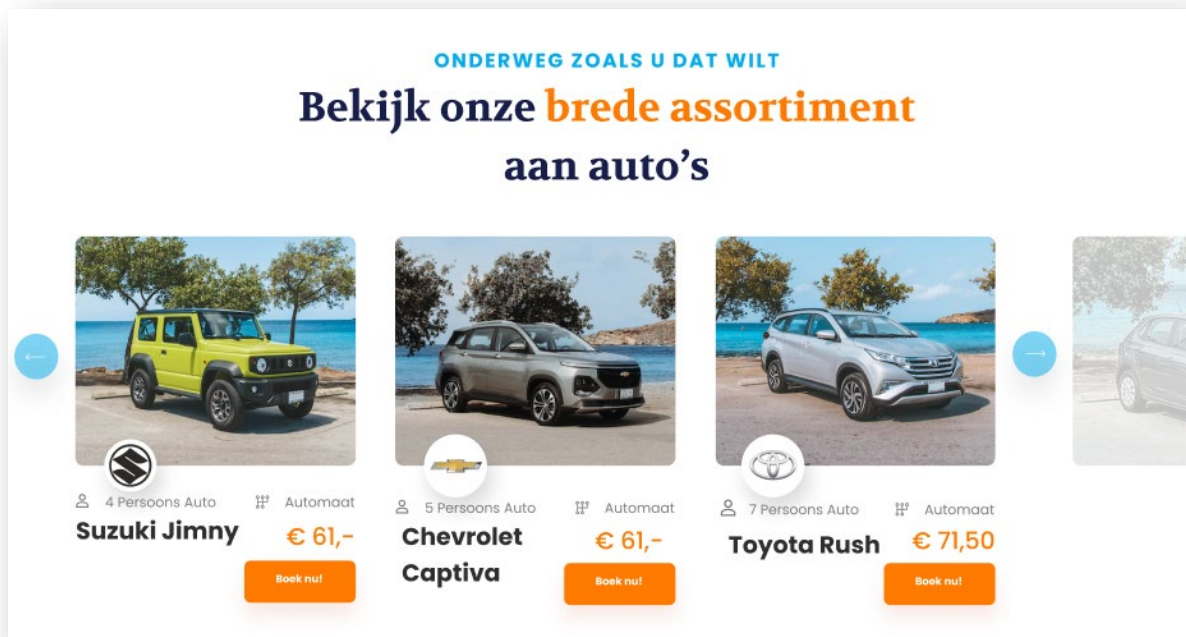 ONDERWEG ZOALS U DAT WILT
Bekijk onze brede assortiment
aan auto's
4 Persoons Auto
Automaat
Suzuki Jimny
€ 61,-
Boek nu!
5 Persoons Auto
Automaat
Chevrolet
Captiva
€ 61,-
Boek nu!
7 Persoons Auto
Automaat
Toyota Rush
€ 71,50
Boek nu!